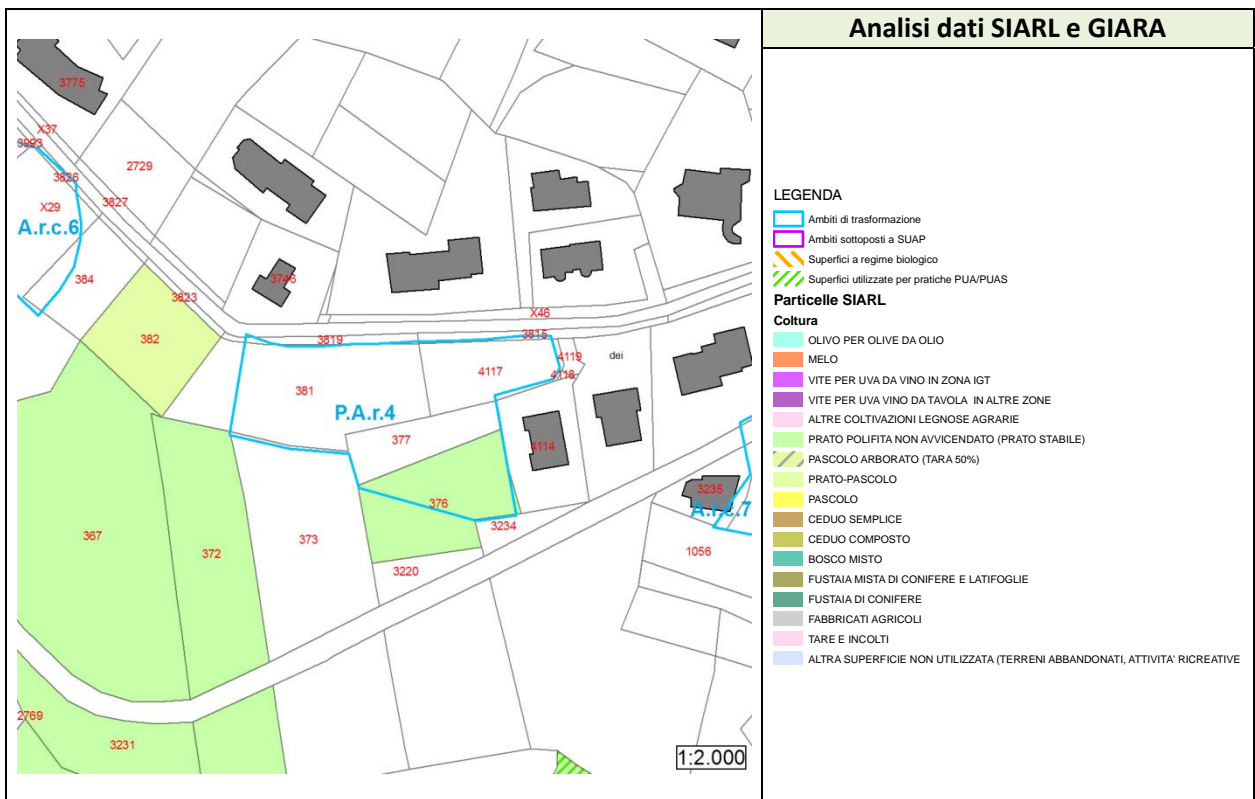 Analisi dati SIARL e GIARA
3775
X37
3993
2729
3826
3827
X29
A.r.c.6
384
3746
3823
X46
382
3819
3815
dei
4119
4117
4118
381
P.A.r.4
377
4114
376
3235
A.r.c.7
3234
367
372
373
1056
3220
2769
3231
1:2.000
LEGENDA
Ambiti di trasformazione
Ambiti sottoposti a SUAP
Superfici a regime biologico
Superfici utilizzate per pratiche PUA/PUAS
Particelle SIARL
Coltura
OLIVO PER OLIVE DA OLIO
MELO
VITE PER UVA DA VINO IN ZONA IGT
VITE PER UVA VINO DA TAVOLA IN ALTRE ZONE
ALTRE COLTIVAZIONI LEGNOSE AGRARIE
PRATO POLIFITA NON AVVICENDATO (PRATO STABILE)
PASCOLO ARBORATO (TARA 50%)
PRATO-PASCOLO
PASCOLO
CEDUO SEMPLICE
CEDUO COMPOSTO
BOSCO MISTO
FUSTAIA MISTA DI CONIFERE E LATIFOGLIE
FUSTAIA DI CONIFERE
FABBRICATI AGRICOLI
TARE E INCOLTI
ALTRA SUPERFICIE NON UTILIZZATA (TERRENI ABBANDONATI, ATTIVITA' RICREATIVE